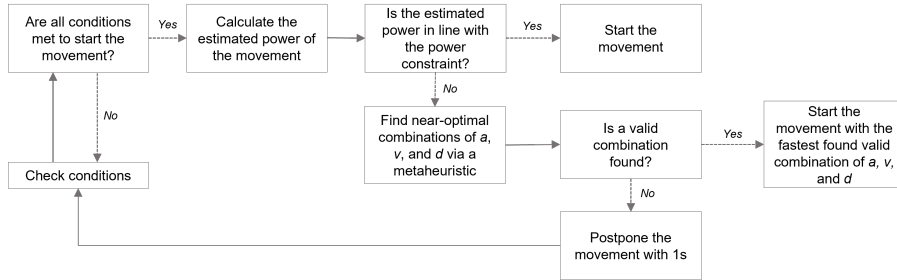 Are all conditions
met to start the
movement?
Yes
Calculate the
estimated power of
the movement
Is the estimated
power in line with
the power
constraint?
Yes
Start the
movement
No
No
Find near-optimal
combinations of a,
v, and d via a
metaheuristic
Is a valid
combination
found?
Yes
Start the
movement with the
fastest found valid
combination of a, v,
and d
Check conditions
No
Postpone the
movement with 1s